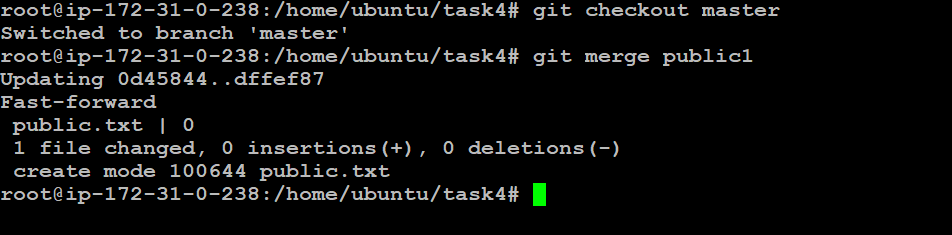 root@ip-172-31-0-238:/home/ubuntu/task4# git checkout master
Switched to branch 'master'
root@ip-172-31-0-238:/home/ubuntu/task4# git merge public1
Updating 0d45844..dffef87
Fast-forward
 public.txt | 0
 1 file changed, 0 insertions(+), 0 deletions(-)
 create mode 100644 public.txt
root@ip-172-31-0-238:/home/ubuntu/task4#